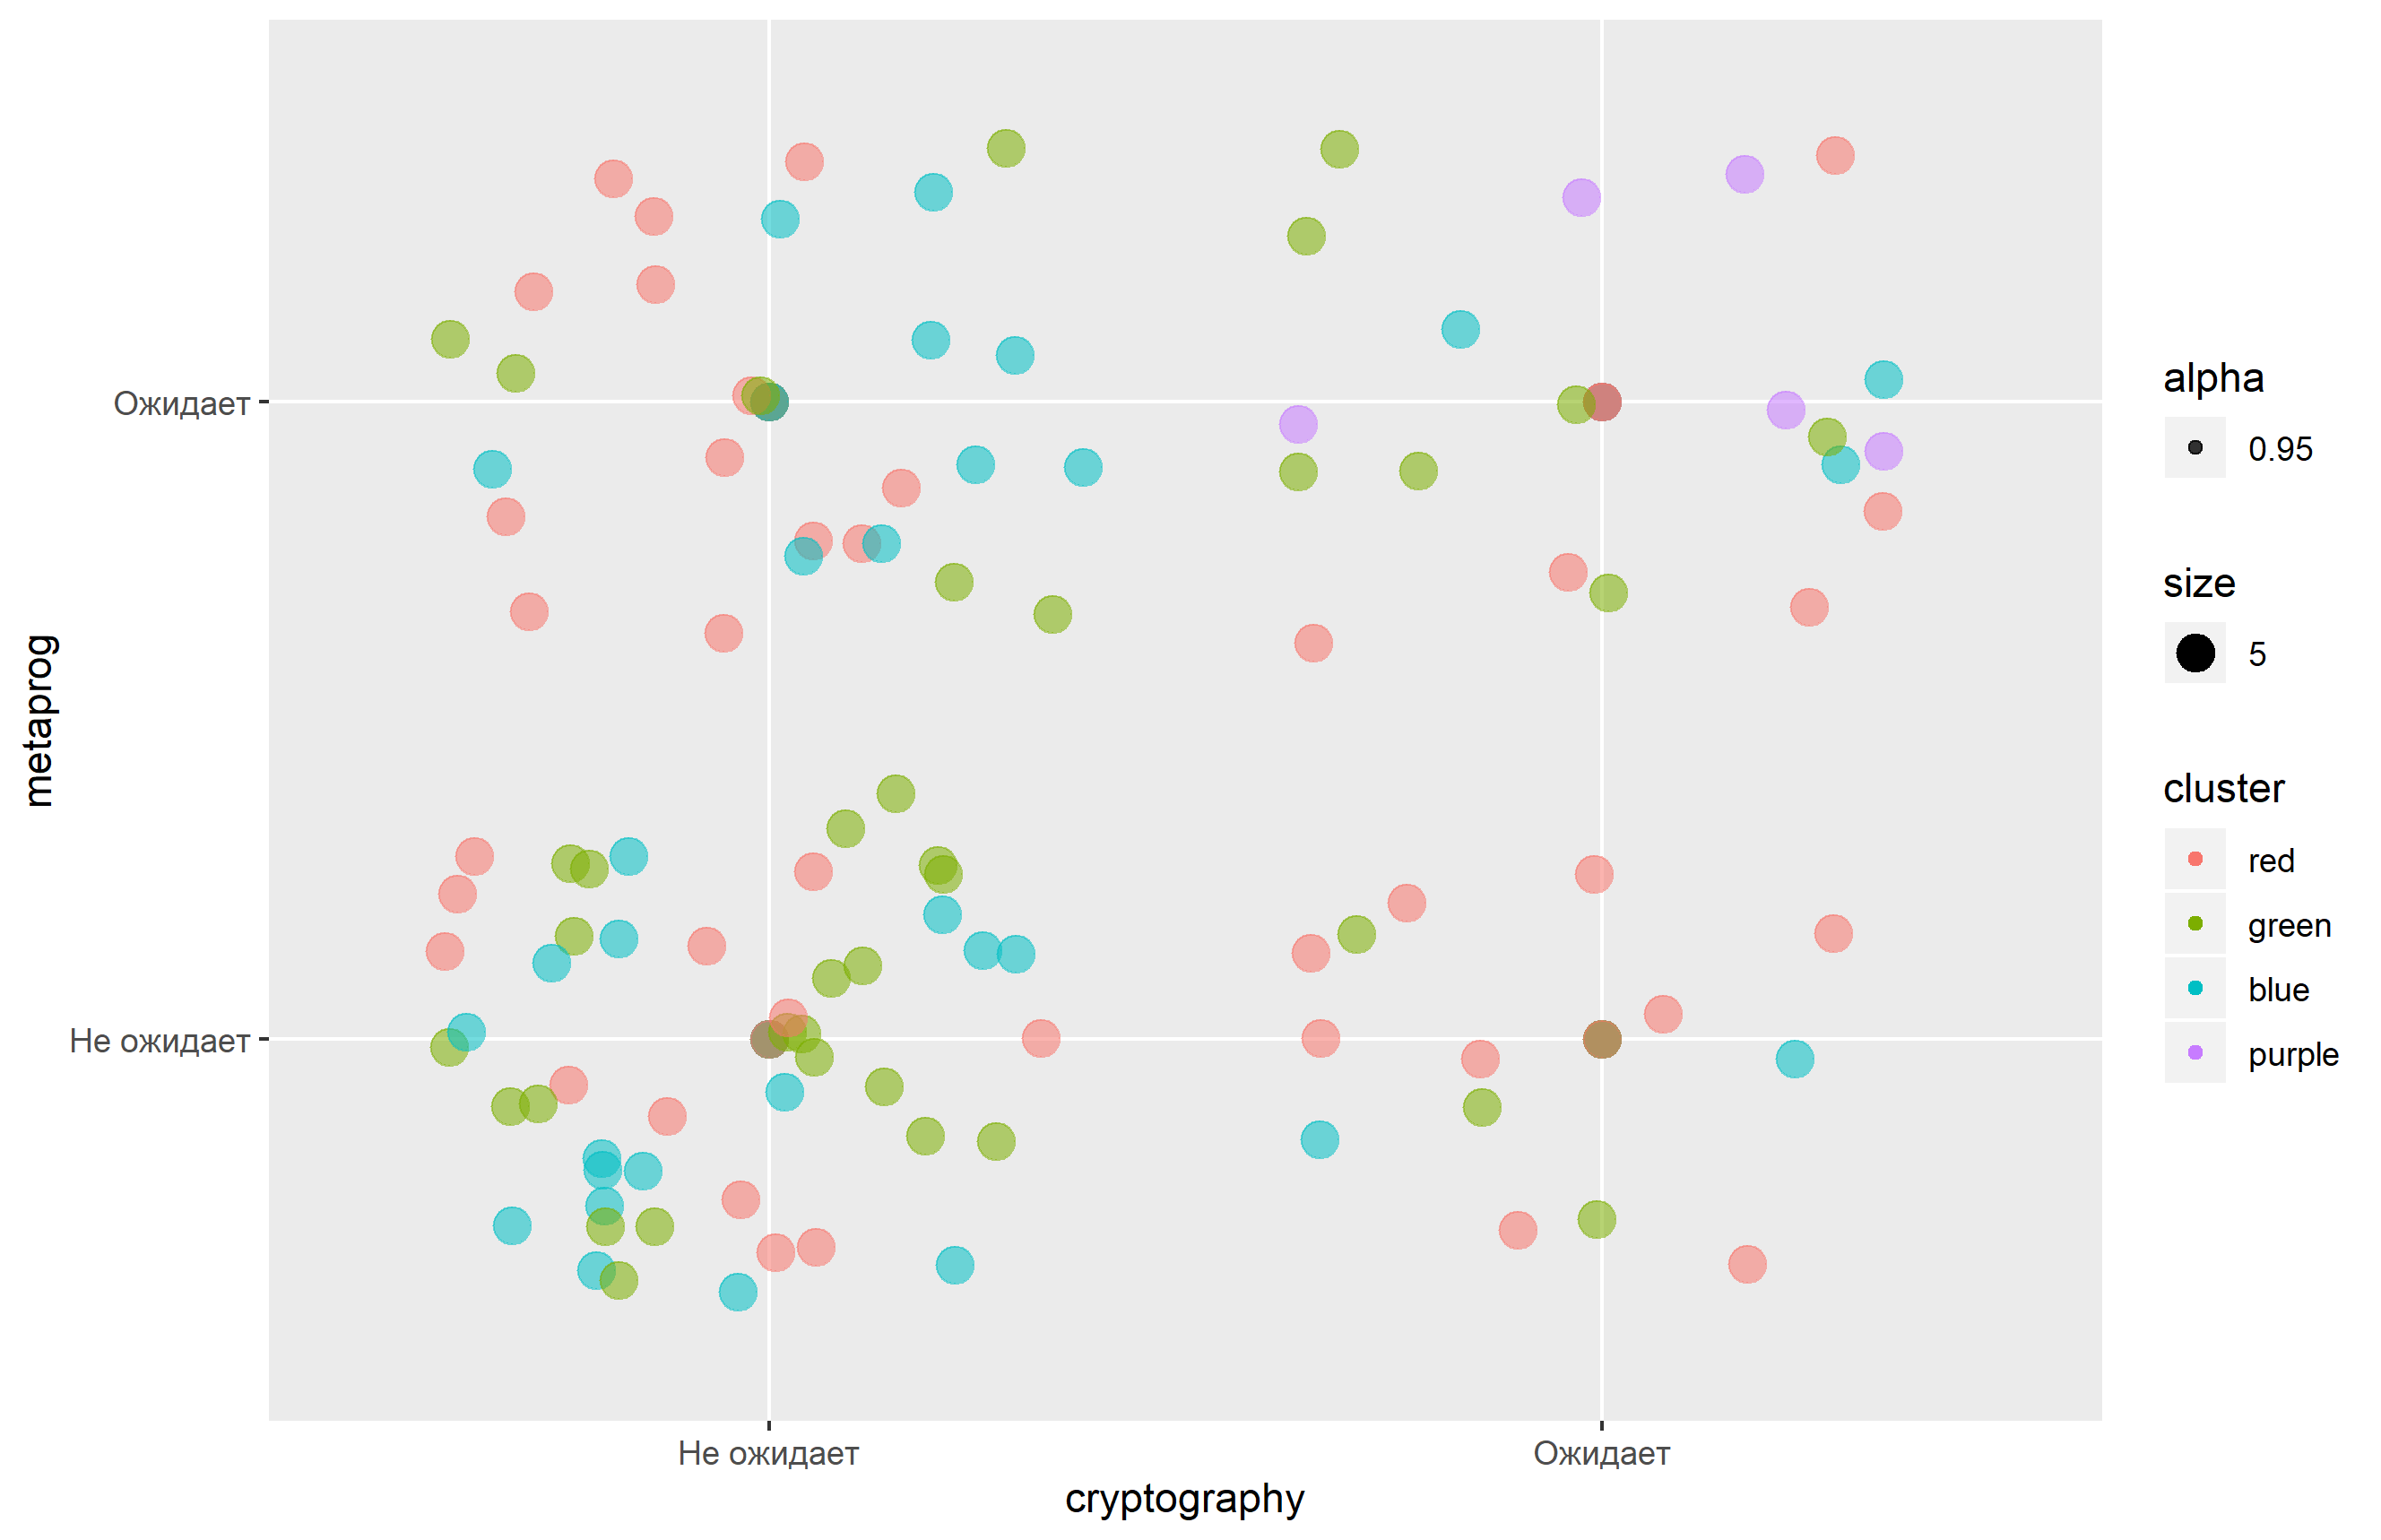 metaprog
Ожидает
Не ожидает
Не ожидает
Ожидает
cryptography
alpha
0.95
size
5
cluster
red
green
blue
purple